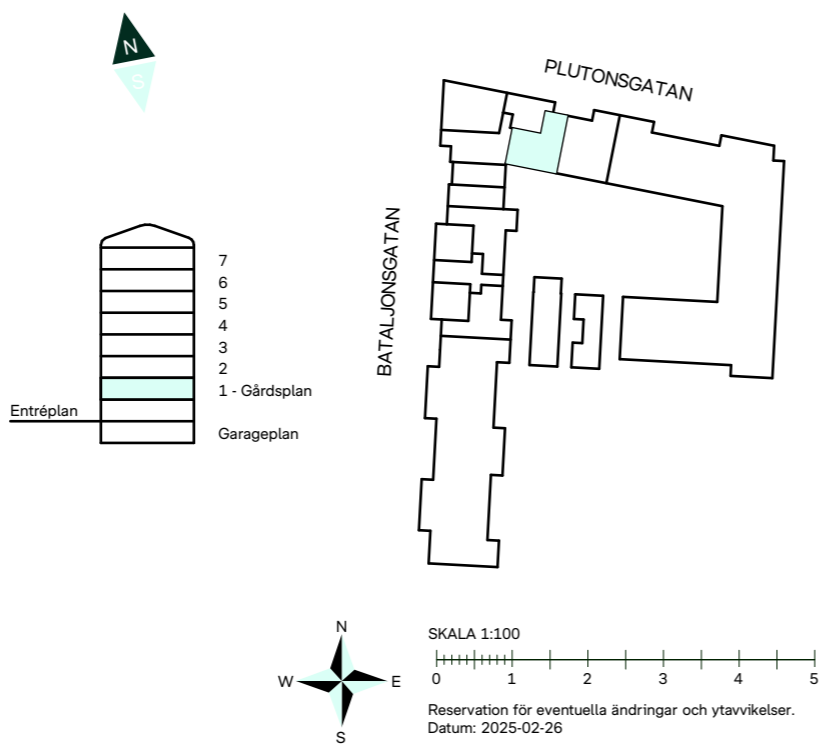 N
S
PLUTONSGATAN
BATALJONSGATAN
7
6
5
4
3
2
1 - Gårdsplan
Entréplan
Garageplan
N
W
E
S
SKALA 1:100
0 1 2 3 4 5
Reservation för eventuella ändringar och ytavvikelser.
Datum: 2025-02-26